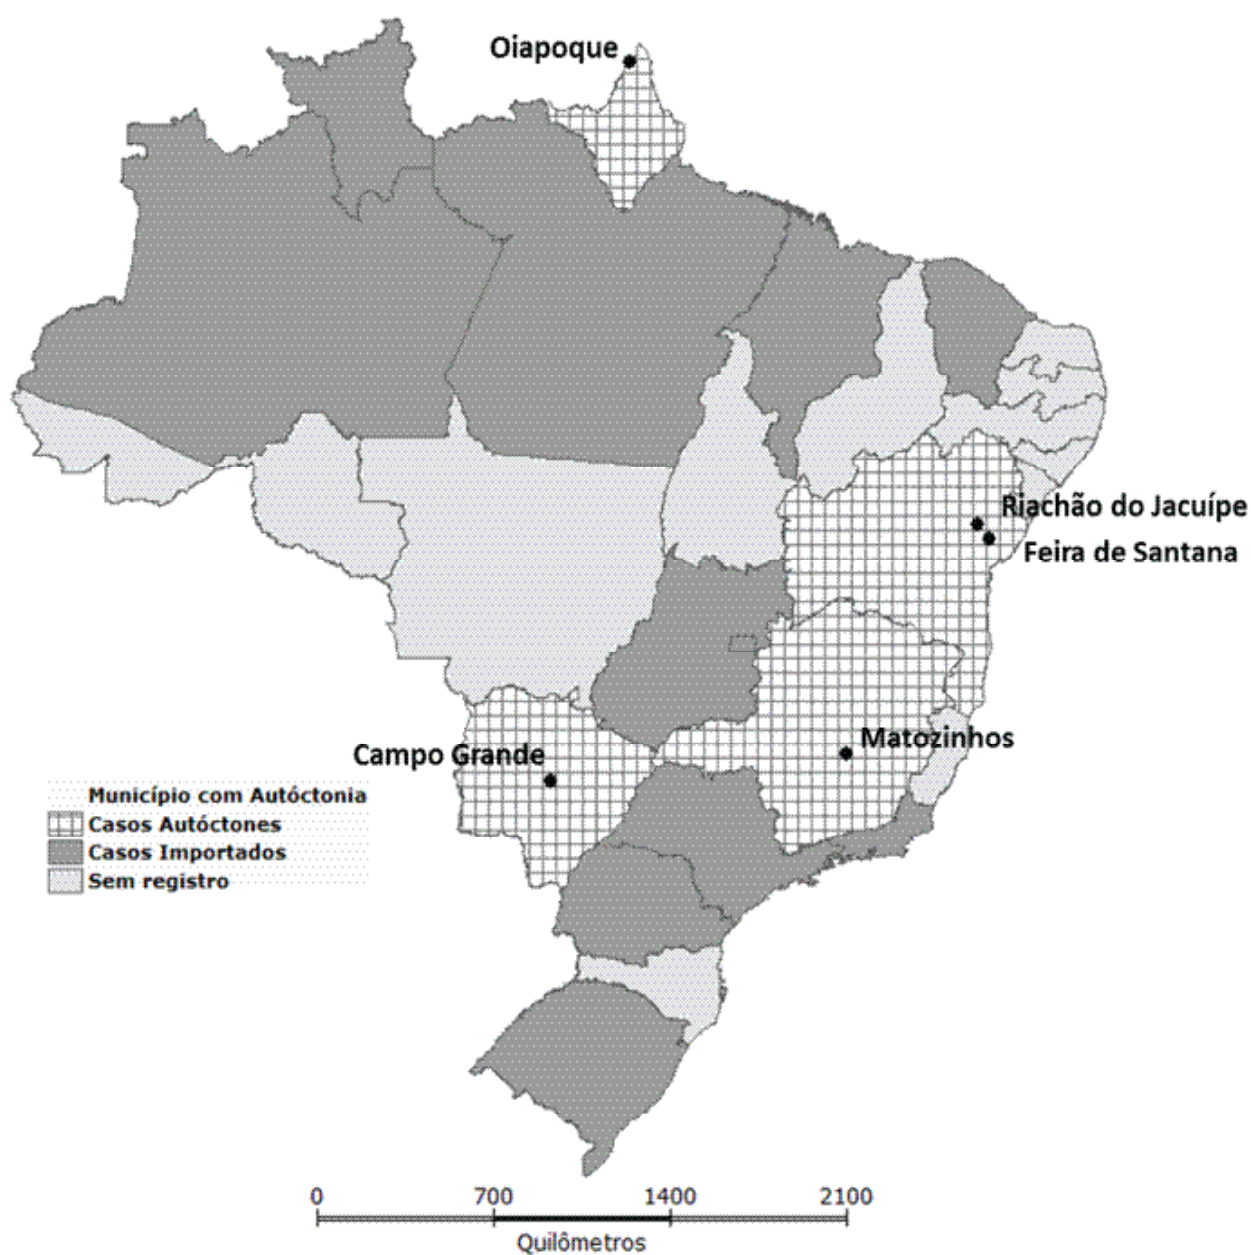 Oiapoque
Riachão do Jacuípe
Feira de Santana
Matozinhos
Campo Grande
Município com Autóctonia
Casos Autóctones
Casos Importados
Sem registro
0 700 1400 2100
Quilômetros